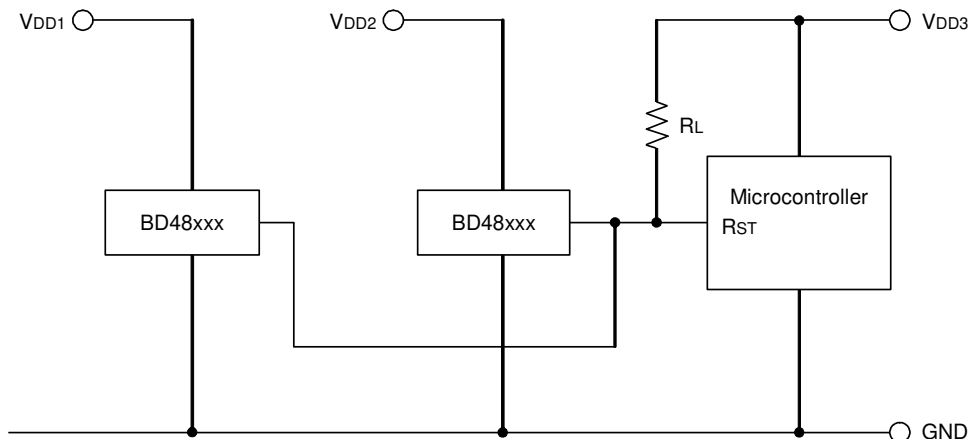 VDD1
VDD2
VDD3
RL
BD48xxx
BD48xxx
Microcontroller
RST
GND